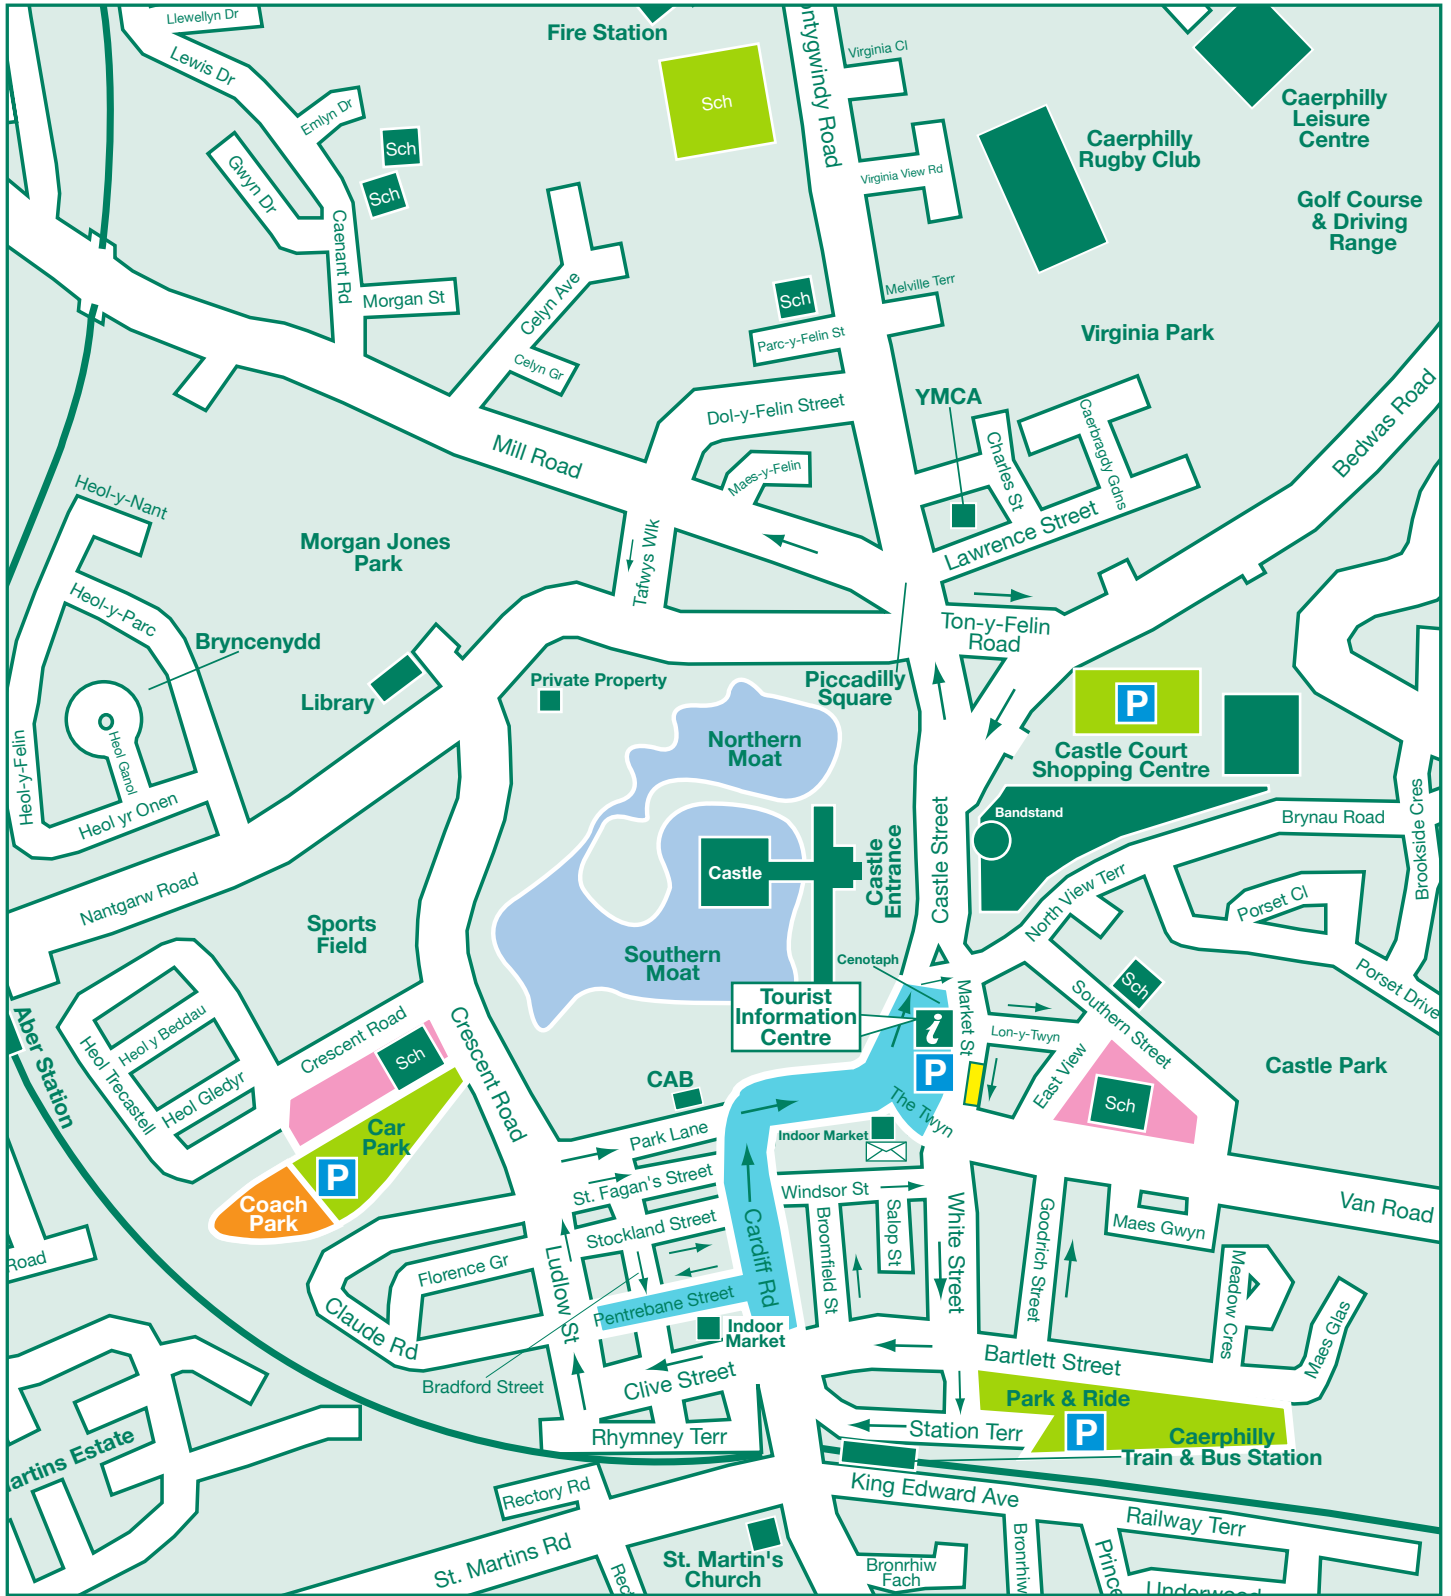 Llewellyn Dr
Lewis Dr
Emlyn Dr
Gwyn Dr
Caenant Rd
Morgan St
Sch
Sch
Fire Station
Sch
ontygwindy Road
Virginia Cl
Virginia View Rd
Caerphilly
Rugby Club
Caerphilly
Leisure
Centre
Golf Course
& Driving
Range
Celyn Ave
Celyn Gr
Sch
Parc-y-Felin St
Melville Terr
Virginia Park
Dol-y-Felin Street
Maes-y-Felin
Mill Road
YMCA
Charles St
Caerbragdy Gdns
Lawrence Street
Bedwas Road
Heol-y-Nant
Morgan Jones
Park
Tafwys Wlk
Heol-y-Parc
Bryncenydd
Library
Private Property
Piccadilly
Square
Ton-y-Felin
Road
P
Castle Court
Shopping Centre
Bandstand
Heol-y-Felin
Heol Ganol
Heol yr Onen
Nantgarw Road
Northern
Moat
Castle
Castle
Entrance
Castle Street
Southern
Moat
Sports
Field
Brynau Road
Brookside Cres
North View Terr
Porset Cl
Porset Drive
Cenotaph
Tourist
Information
Centre
i
P
Market St
Lon-y-Twyn
East View
Southern Street
Sch
Sch
Castle Park
Aber Station
Heol Trecastell
Heol y Beddau
Heol Gledyr
Crescent Road
Sch
Crescent Road
Car
Park
P
Coach
Park
CAB
Park Lane
St. Fagan's Street
Stockland Street
Indoor Market
The Twyn
Windsor St
Broomfield St
Salop St
White Street
Goodrich Street
Maes Gwyn
Van Road
Meadow Cres
Maes Glas
Road
Florence Gr
Claude Rd
Ludlow St
Cardiff Rd
Pentrebane Street
Indoor
Market
Bradford Street
Clive Street
Rhymney Terr
Bartlett Street
Park & Ride
P
Station Terr
Caerphilly
Train & Bus Station
artins Estate
Rectory Rd
St. Martins Rd
Rect
St. Martin's
Church
King Edward Ave
Railway Terr
Bronrhiw
Fach
Bronrhiw
Prince
Underwood